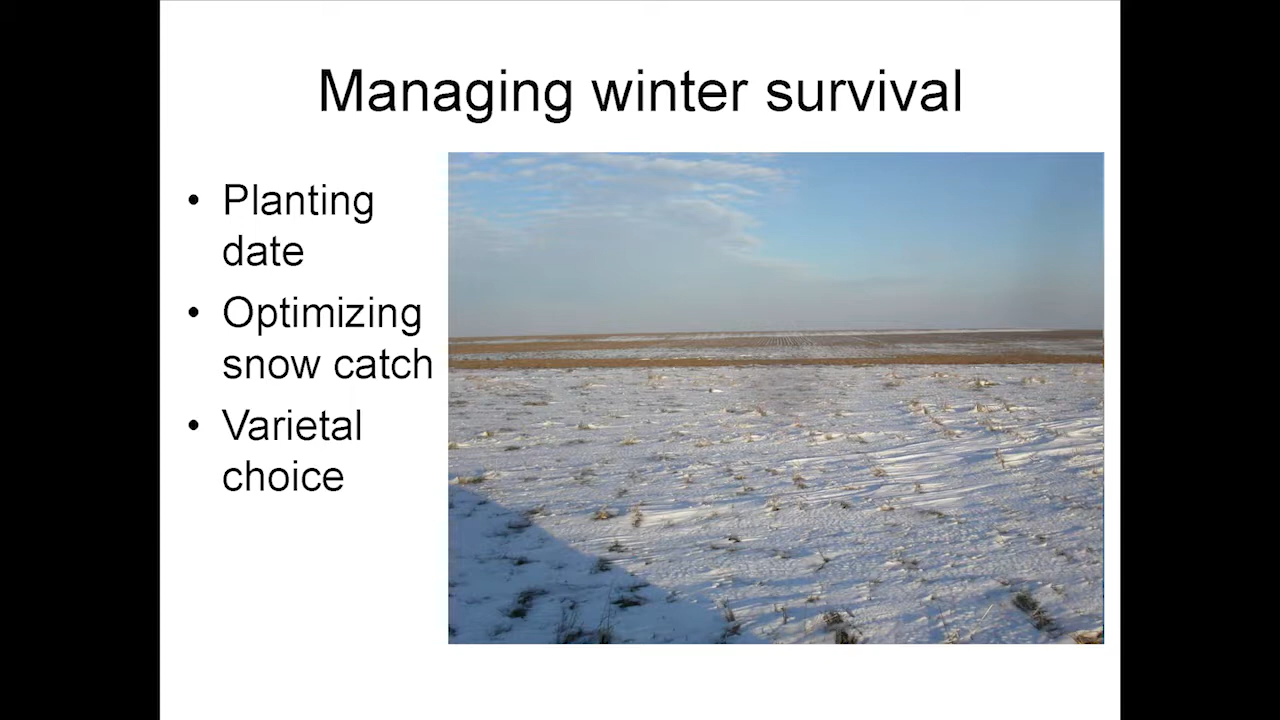 Managing winter survival
• Planting
date
• Optimizing
snow catch
• Varietal
choice